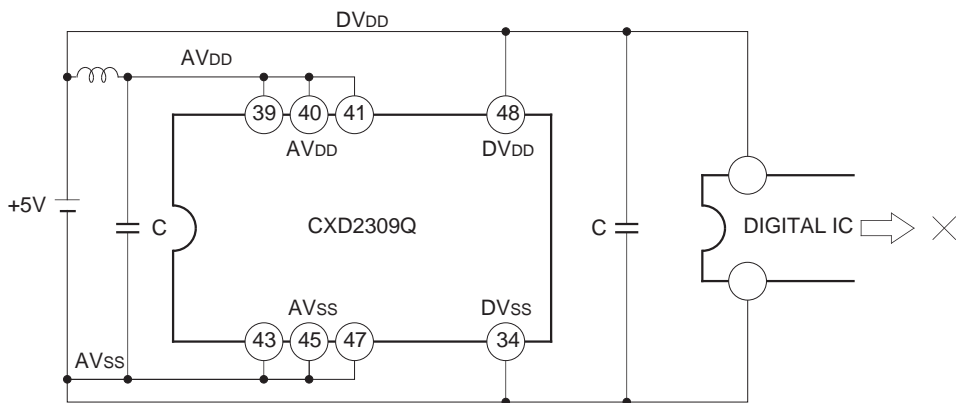 DVDD
AVDD
39 40 41 48
AVDD DVDD
+5V C CXD2309Q C DIGITAL IC
AVSS DVSS
43 45 47 34
AVSS